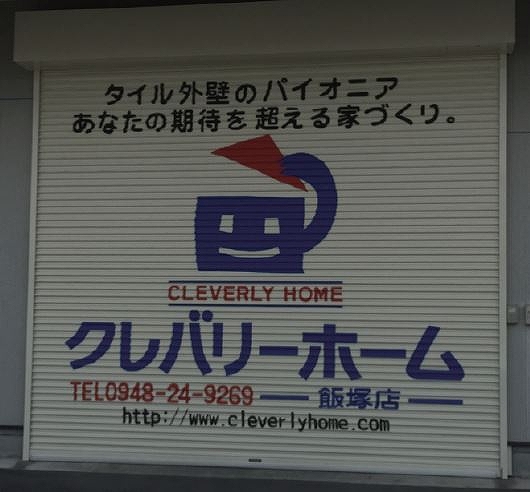 タイル外壁のパイオニア
あなたの期待を超える家づくり。
CLEVERLY HOME
クレバリーホーム
TEL0948-24-9269 ― 飯塚店 ―
http://www.cleverlyhome.com